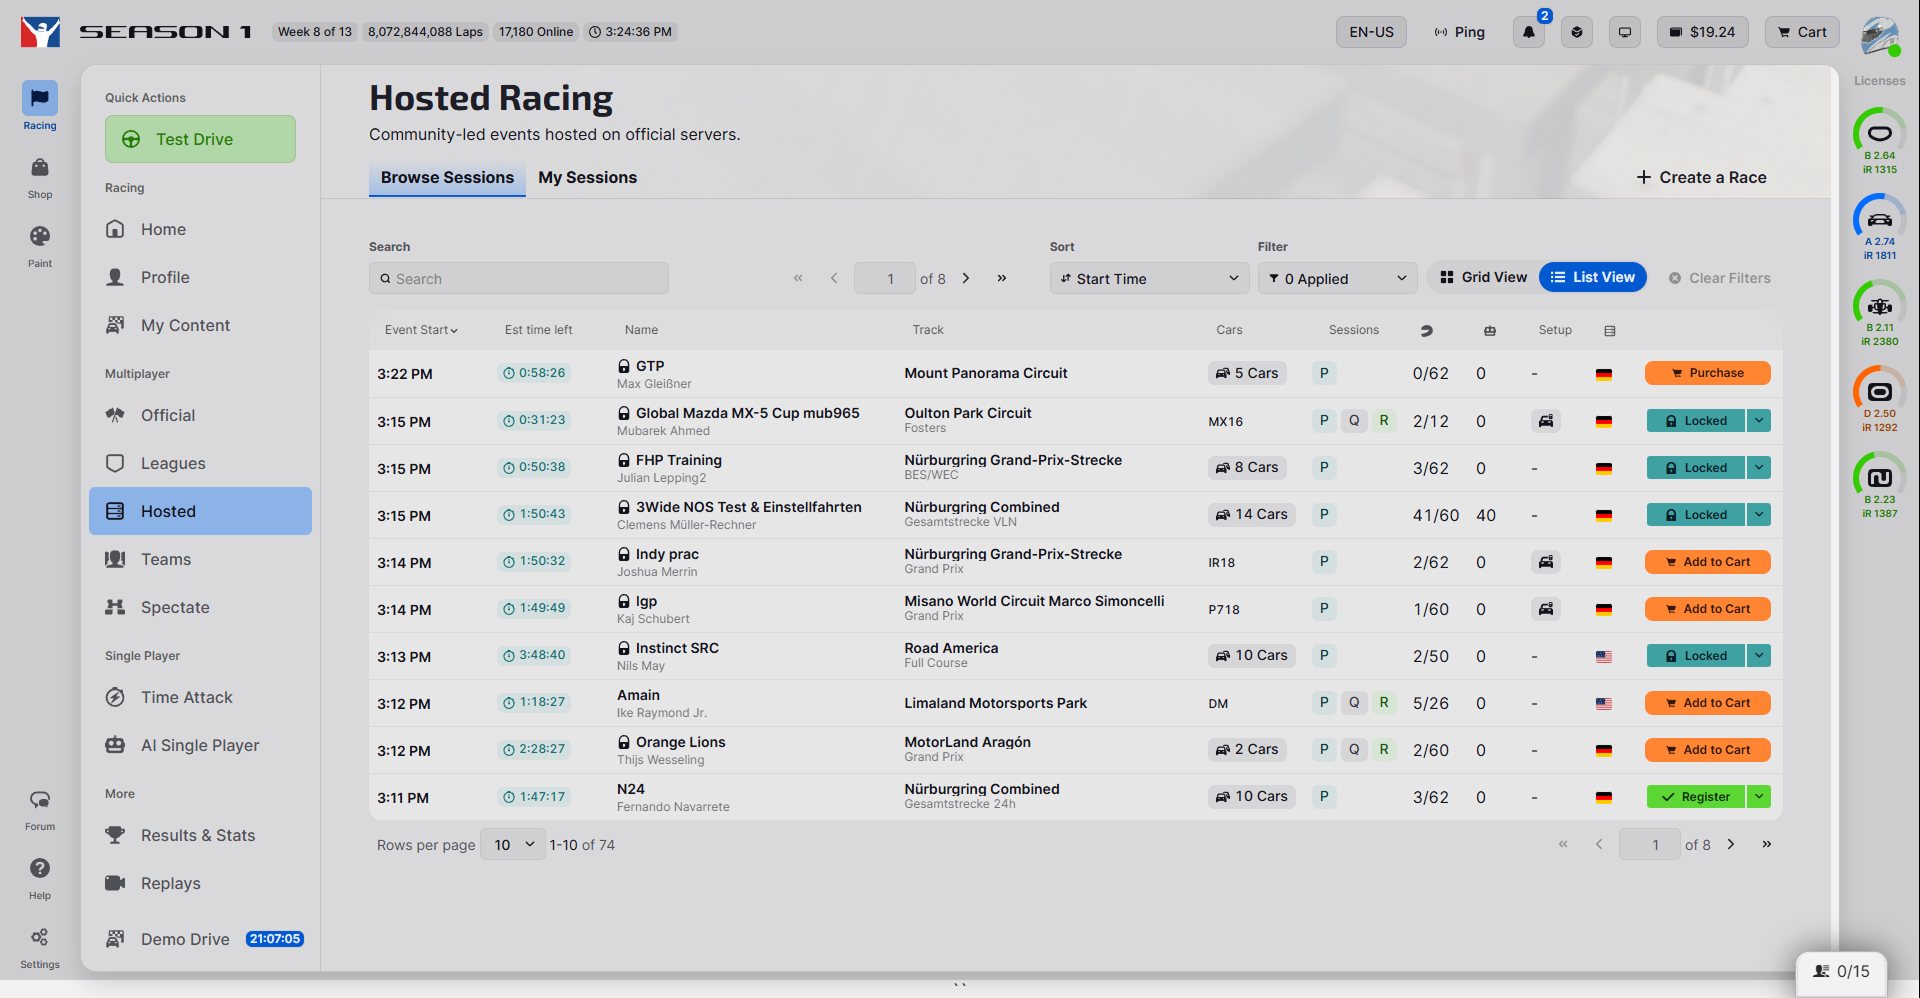 SEASON 1
Week 8 of 13
8,072,844,088 Laps
17,180 Online
3:24:36 PM
EN-US
Ping
2
$19.24
Cart
Racing
Shop
Paint
Forum
Help
Settings
Quick Actions
Test Drive
Racing
Home
Profile
My Content
Multiplayer
Official
Leagues
Hosted
Teams
Spectate
Single Player
Time Attack
AI Single Player
More
Results & Stats
Replays
Demo Drive 21:07:05
Hosted Racing
Community-led events hosted on official servers.
Browse Sessions
My Sessions
+ Create a Race
Search
Sort
Filter
Search
« < 1 of 8 > »
Start Time
0 Applied
Grid View
List View
Clear Filters
Event Start Est time left Name Track Cars Sessions Setup
3:22 PM 0:58:26 GTP Mount Panorama Circuit 5 Cars P 0/62 0 - Purchase
Max Gleißner
3:15 PM 0:31:23 Global Mazda MX-5 Cup mub965 Oulton Park Circuit MX16 P Q R 2/12 0 Locked
Mubarek Ahmed Fosters
3:15 PM 0:50:38 FHP Training Nürburgring Grand-Prix-Strecke 8 Cars P 3/62 0 - Locked
Julian Lepping2 BES/WEC
3:15 PM 1:50:43 3Wide NOS Test & Einstellfahrten Nürburgring Combined 14 Cars P 41/60 40 - Locked
Clemens Müller-Rechner Gesamtstrecke VLN
3:14 PM 1:50:32 Indy prac Nürburgring Grand-Prix-Strecke IR18 P 2/62 0 Add to Cart
Joshua Merrin Grand Prix
3:14 PM 1:49:49 lgp Misano World Circuit Marco Simoncelli P718 P 1/60 0 Add to Cart
Kaj Schubert Grand Prix
3:13 PM 3:48:40 Instinct SRC Road America 10 Cars P 2/50 0 - Locked
Nils May Full Course
3:12 PM 1:18:27 Amain Limaland Motorsports Park DM P Q R 5/26 0 - Add to Cart
Ike Raymond Jr.
3:12 PM 2:28:27 Orange Lions MotorLand Aragón 2 Cars P Q R 2/60 0 - Add to Cart
Thijs Wesseling Grand Prix
3:11 PM 1:47:17 N24 Nürburgring Combined 10 Cars P 3/62 0 - Register
Fernando Navarrete Gesamtstrecke 24h
Rows per page 10 1-10 of 74
« < 1 of 8 > »
Licenses
B 2.64
iR 1315
A 2.74
iR 1811
B 2.11
iR 2380
D 2.50
iR 1292
B 2.23
iR 1387
0/15